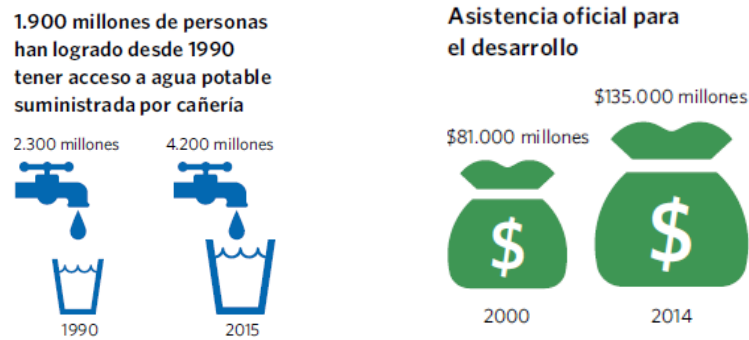 1.900 millones de personas
han logrado desde 1990
tener acceso a agua potable
suministrada por cañería
2.300 millones
4.200 millones
1990
2015
Asistencia oficial para
el desarrollo
$81.000 millones
$135.000 millones
$
$
2000
2014